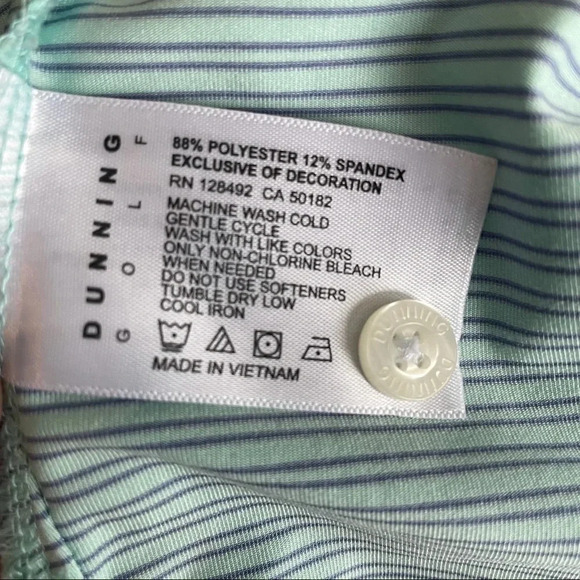 DUNNING
GOLF
88% POLYESTER 12% SPANDEX
EXCLUSIVE OF DECORATION
RN 128492 CA 50182
MACHINE WASH COLD
GENTLE CYCLE
WASH WITH LIKE COLORS
ONLY NON-CHLORINE BLEACH
WHEN NEEDED
DO NOT USE SOFTENERS
TUMBLE DRY LOW
COOL IRON
MADE IN VIETNAM
DUNNING DUNNING